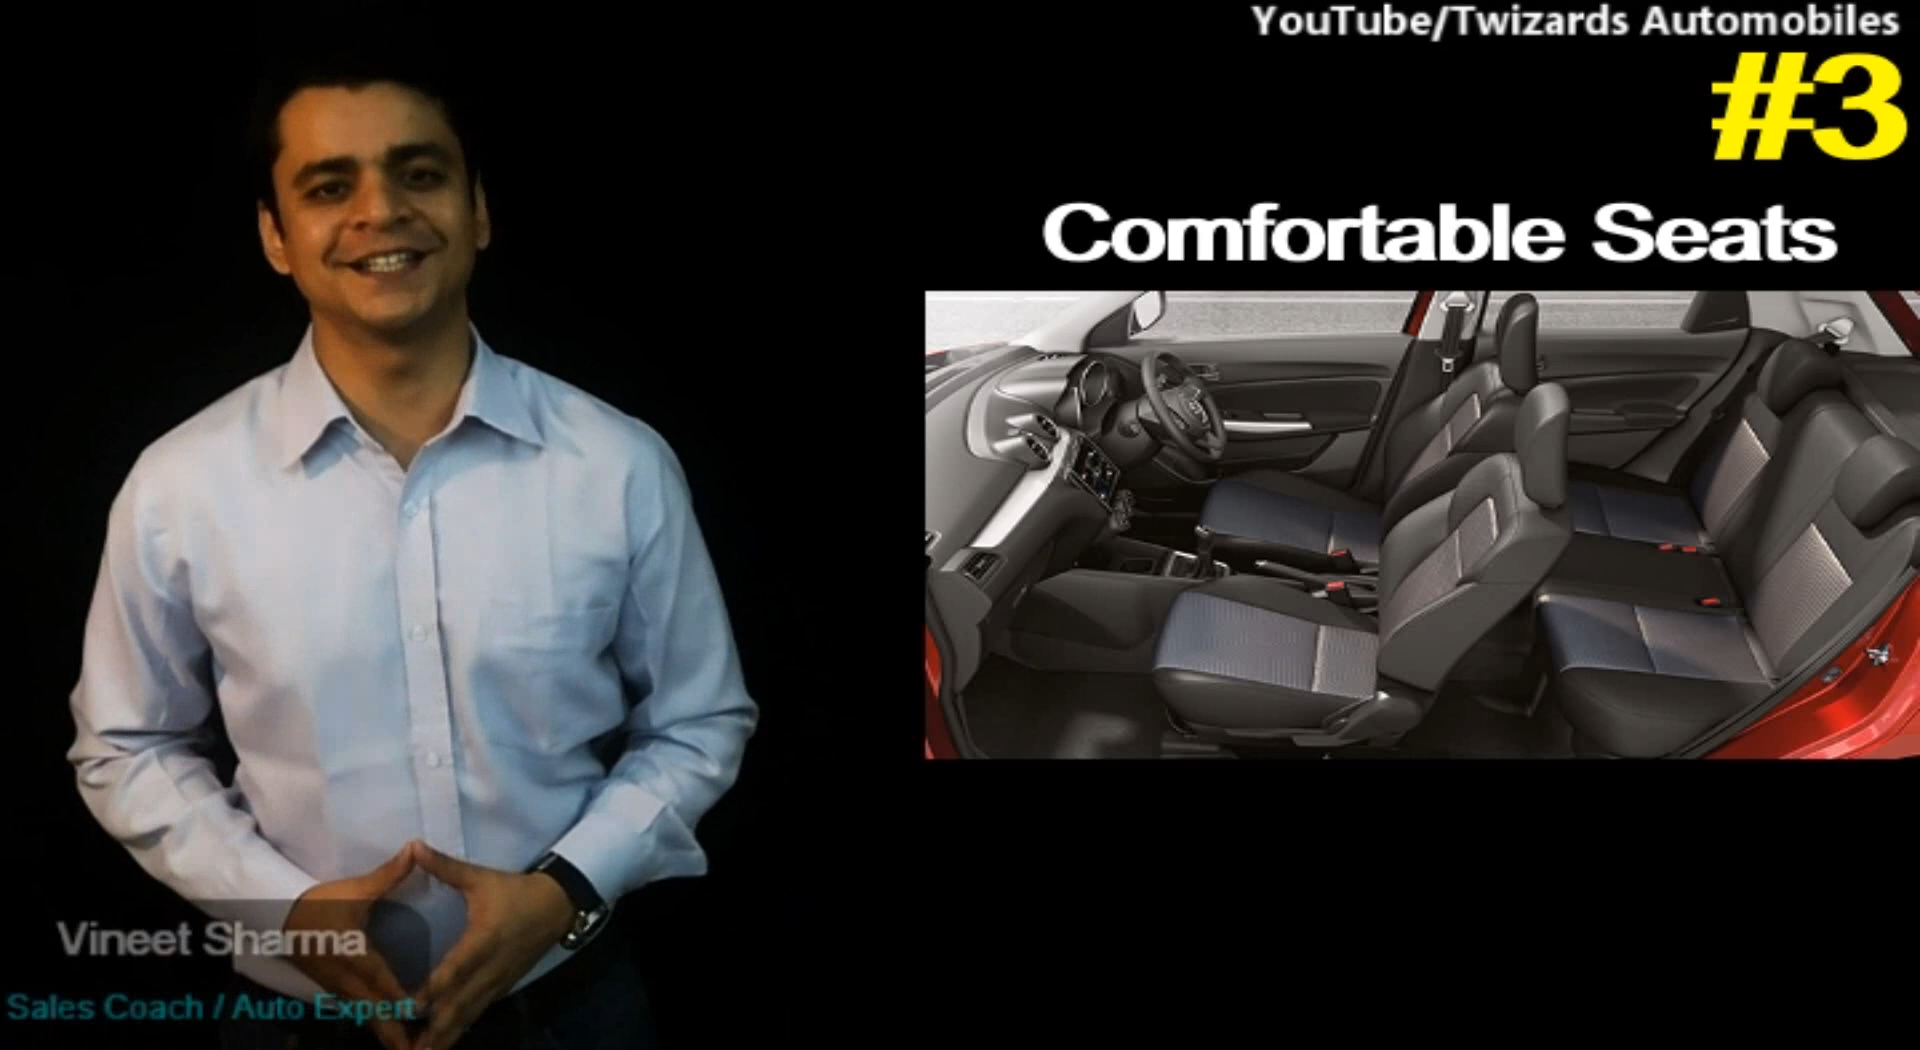 YouTube/Twizards Automobiles
#3
Comfortable Seats
Vineet Sharma
Sales Coach / Auto Expert